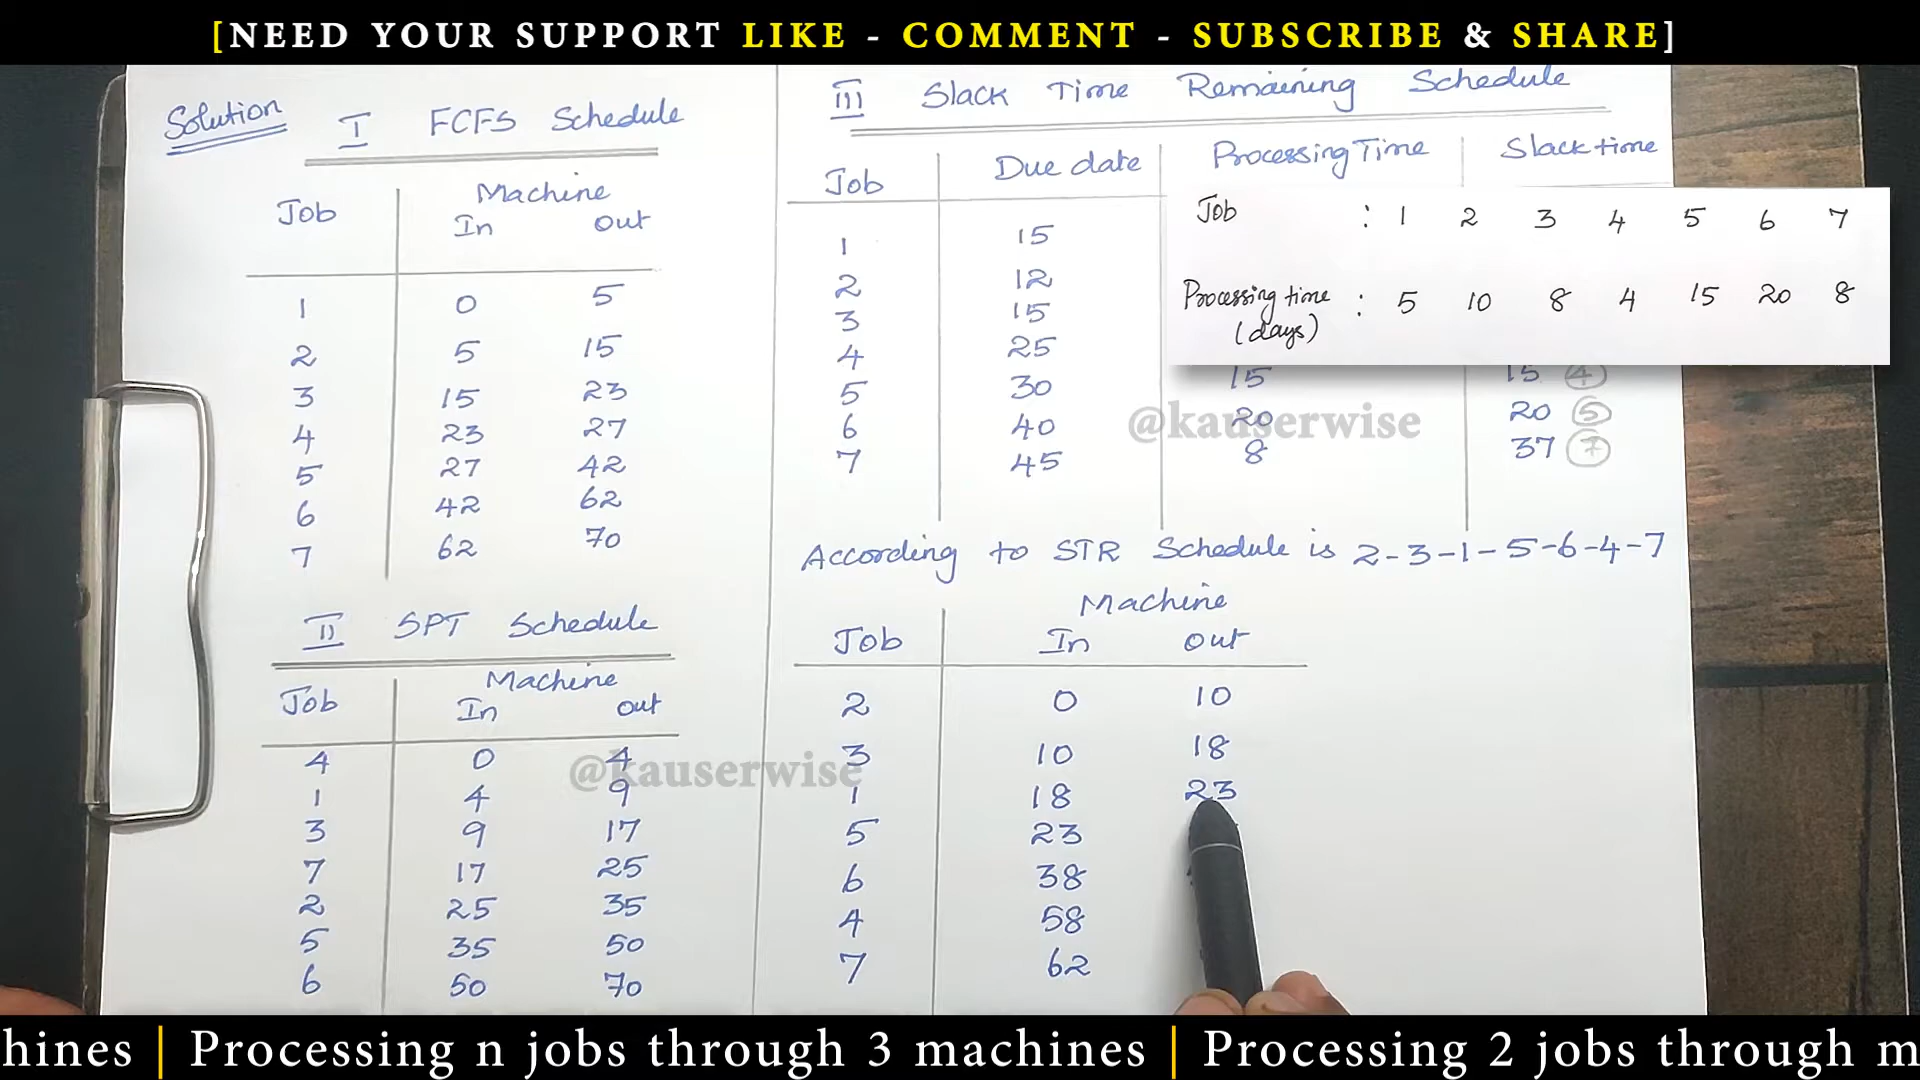 [NEED YOUR SUPPORT LIKE - COMMENT - SUBSCRIBE & SHARE]
Solution
I FCFS Schedule
Job Machine
In Out
1 0 5
2 5 15
3 15 23
4 23 27
5 27 42
6 42 62
7 62 70
II SPT Schedule
Job Machine
In Out
4 0 4
1 4 9
3 9 17
7 17 25
2 25 35
5 35 50
6 50 70
III Slack Time Remaining Schedule
Job Due date Processing Time Slack time
1 15
2 12
3 15
4 25
5 30 15 15 4
6 40 20 20 5
7 45 8 37 7
Job : 1 2 3 4 5 6 7
Processing time : 5 10 8 4 15 20 8
(days)
According to STR Schedule is 2-3-1-5-6-4-7
Machine
Job In Out
2 0 10
3 10 18
1 18 23
5 23
6 38
4 58
7 62
@kauserwise
@kauserwise
hines | Processing n jobs through 3 machines | Processing 2 jobs through m